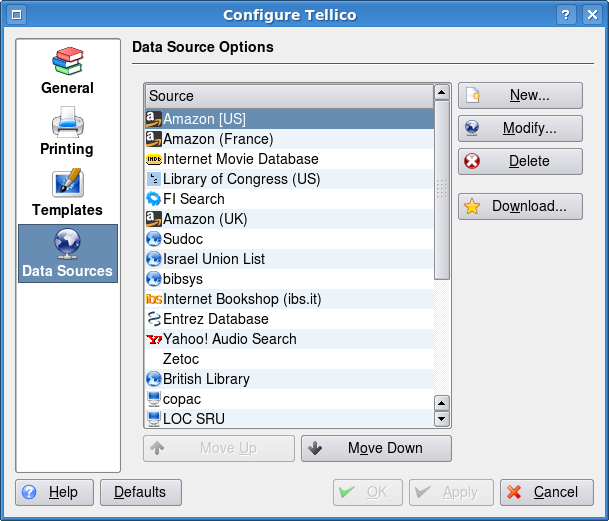 Configure Tellico
?
General
Printing
Templates
Data Sources
Data Source Options
Source
Amazon [US]
Amazon (France)
Internet Movie Database
Library of Congress (US)
FI Search
Amazon (UK)
Sudoc
Israel Union List
bibsys
Internet Bookshop (ibs.it)
Entrez Database
Yahoo! Audio Search
Zetoc
British Library
copac
LOC SRU
New...
Modify...
Delete
Download...
Move Up
Move Down
Help
Defaults
OK
Apply
Cancel